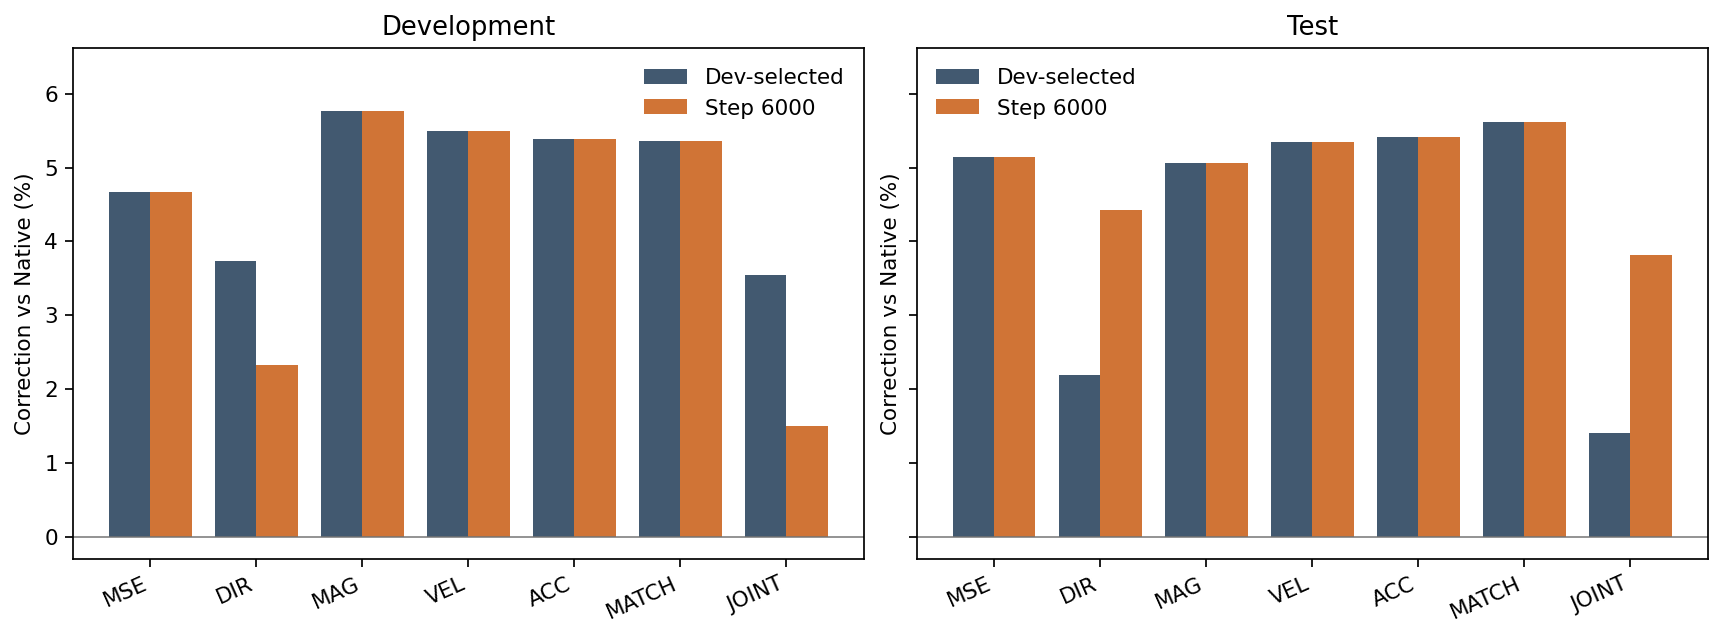 Development
Correction vs Native (%)
6
5
4
3
2
1
0
Dev-selected
Step 6000
MSE
DIR
MAG
VEL
ACC
MATCH
JOINT
Test
Correction vs Native (%)
Dev-selected
Step 6000
MSE
DIR
MAG
VEL
ACC
MATCH
JOINT